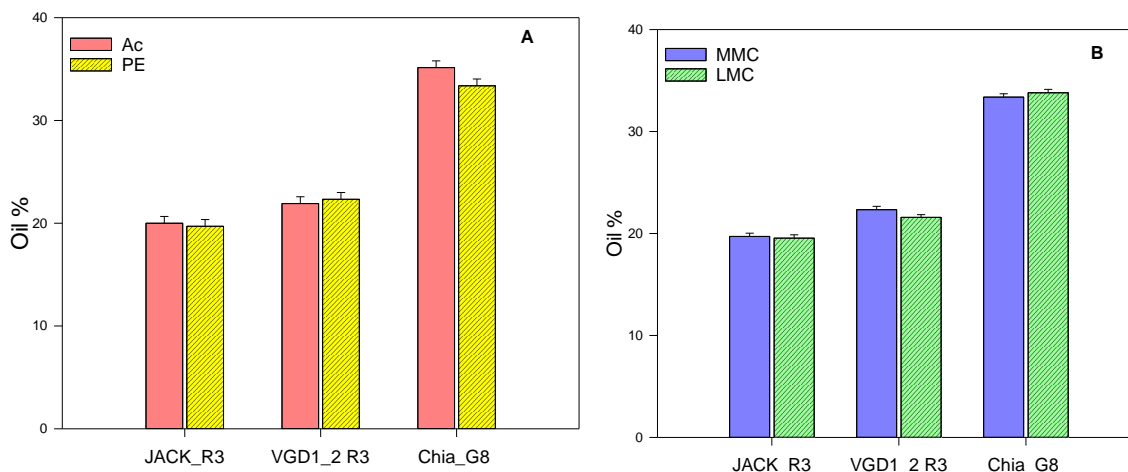 40
A
Ac
PE
30
Oil %
20
10
0
JACK_R3
VGD1_2 R3
Chia_G8
40
B
MMC
LMC
30
Oil %
20
10
0
JACK_R3
VGD1_2 R3
Chia_G8